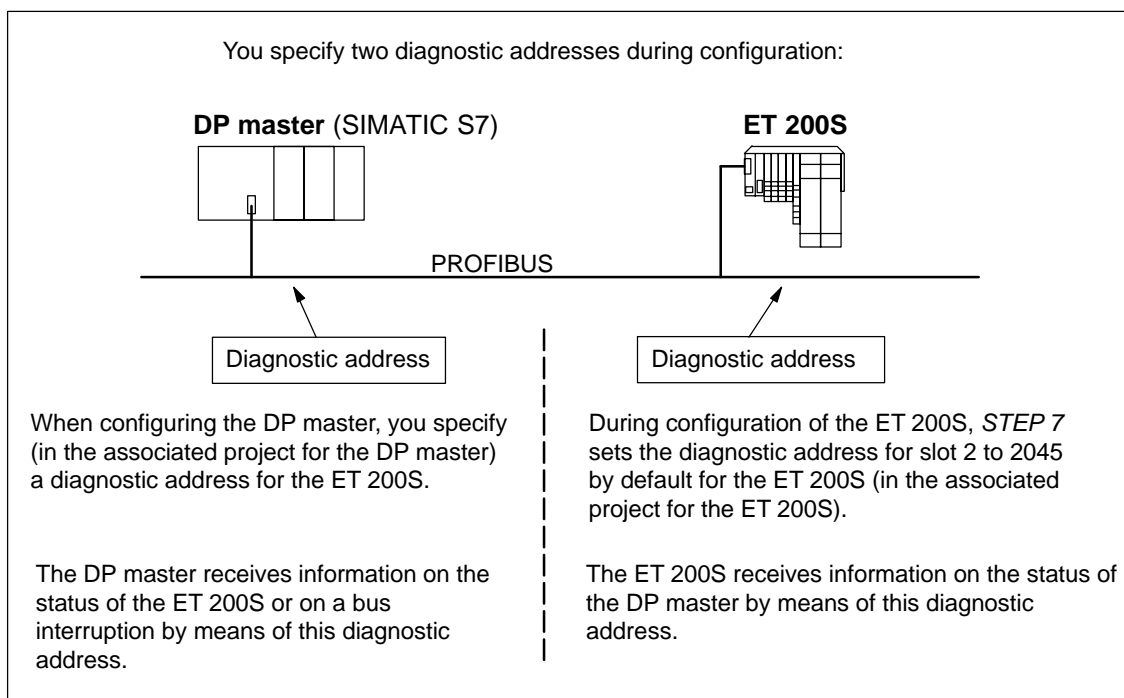 You specify two diagnostic addresses during configuration:
DP master (SIMATIC S7)
ET 200S
PROFIBUS
Diagnostic address
Diagnostic address
When configuring the DP master, you specify
(in the associated project for the DP master)
a diagnostic address for the ET 200S.
The DP master receives information on the
status of the ET 200S or on a bus
interruption by means of this diagnostic
address.
During configuration of the ET 200S, STEP 7
sets the diagnostic address for slot 2 to 2045
by default for the ET 200S (in the associated
project for the ET 200S).
The ET 200S receives information on the status of
the DP master by means of this diagnostic
address.